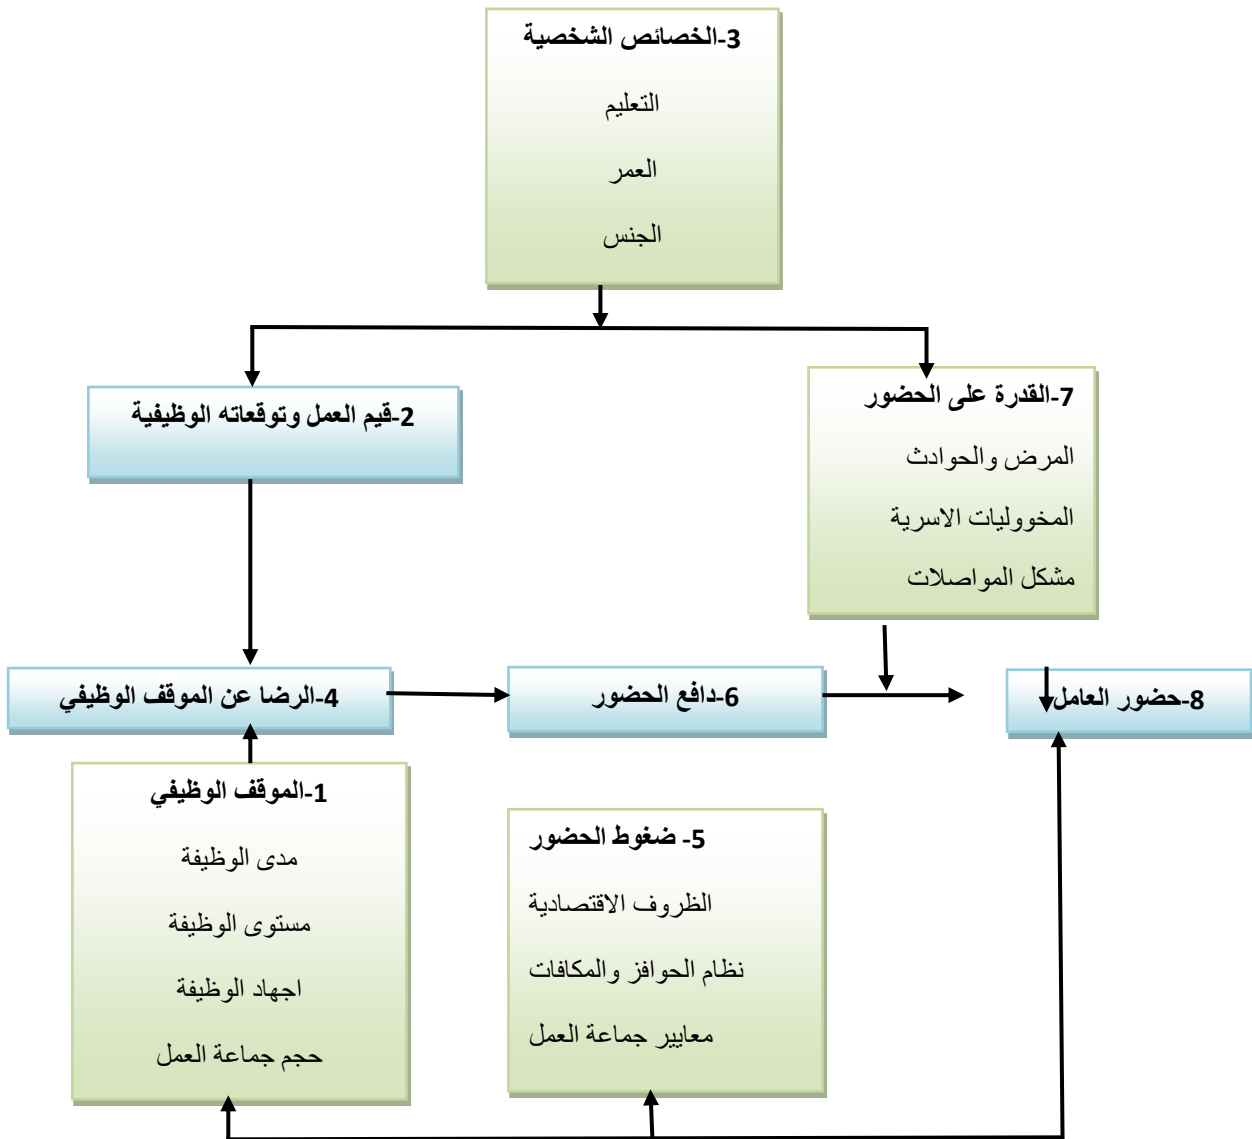 3-الخصائص الشخصية
التعليم
العمر
الجنس
2-قيم العمل وتوقعاته الوظيفية
7-القدرة على الحضور
المرض والحوادث
المخووليات الاسرية
مشكل المواصلات
4-الرضا عن الموقف الوظيفي
6-دافع الحضور
8-حضور العامل
1-الموقف الوظيفي
مدى الوظيفة
مستوى الوظيفة
اجهاد الوظيفة
حجم جماعة العمل
5- ضغوط الحضور
الظروف الاقتصادية
نظام الحوافز والمكافات
معايير جماعة العمل